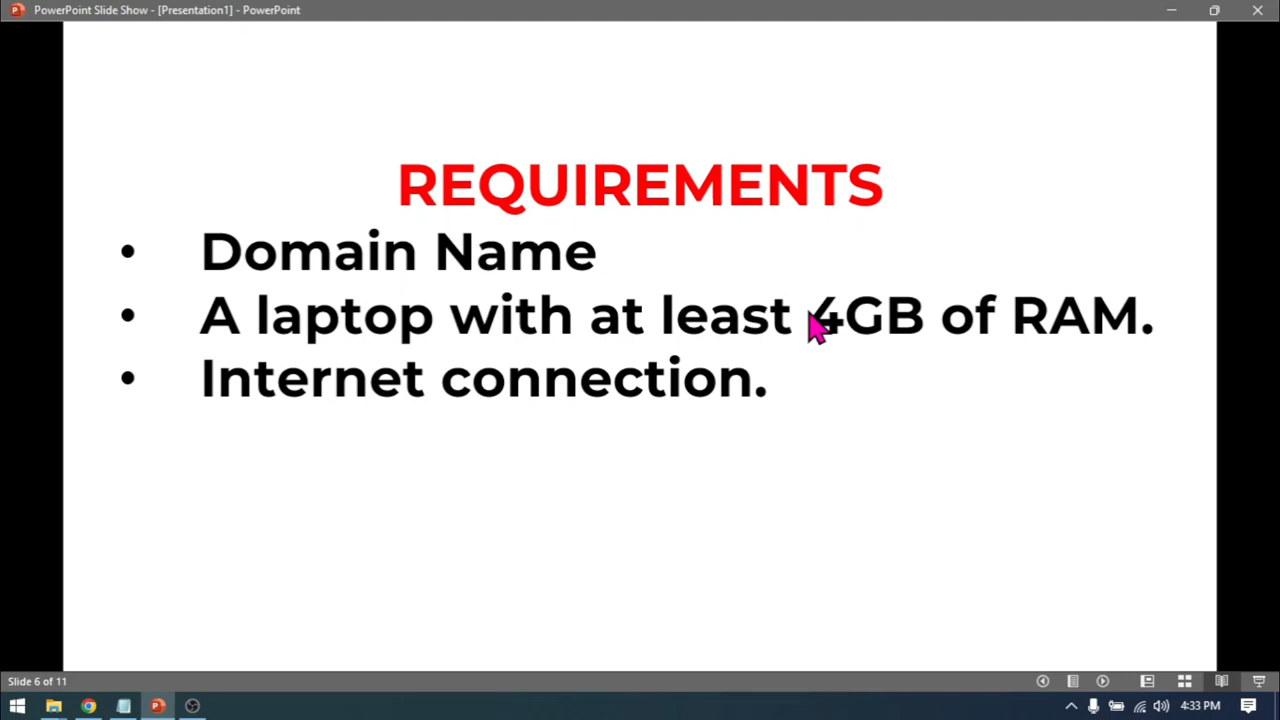 PowerPoint Slide Show - [Presentation1] - PowerPoint
REQUIREMENTS
• Domain Name
• A laptop with at least 4GB of RAM.
• Internet connection.
Slide 6 of 11
4:33 PM